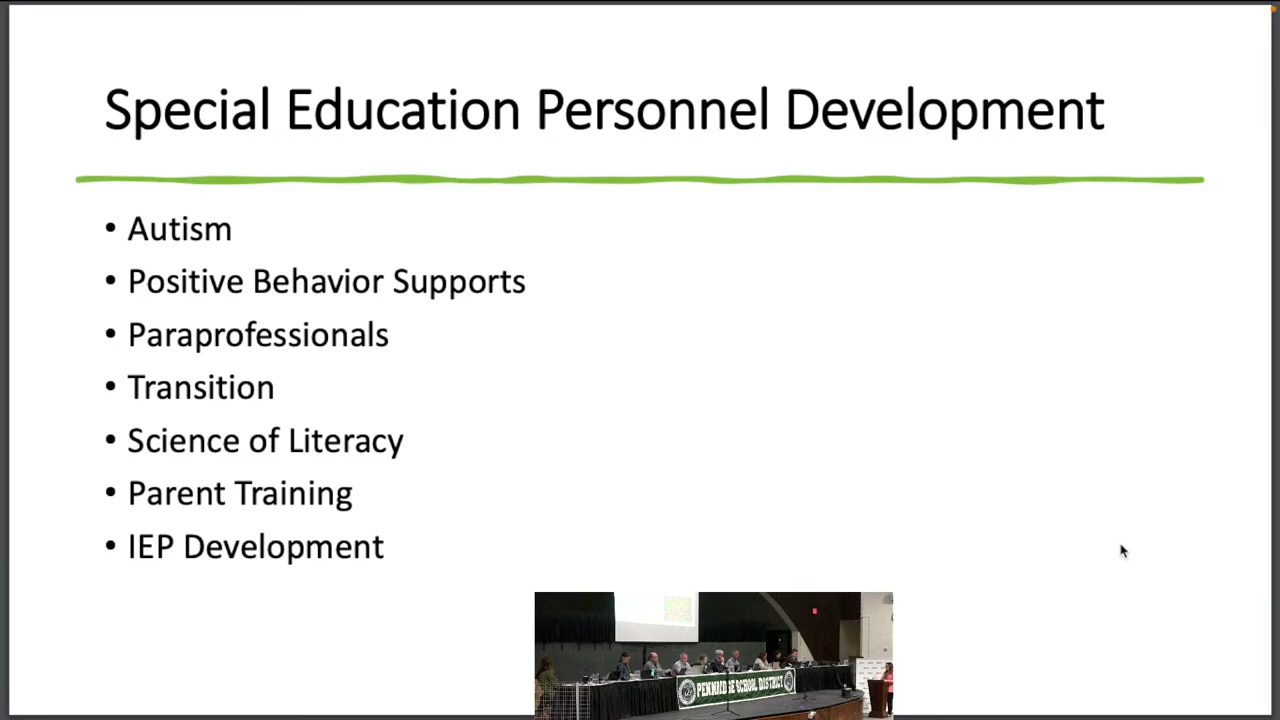 Special Education Personnel Development
• Autism
• Positive Behavior Supports
• Paraprofessionals
• Transition
• Science of Literacy
• Parent Training
• IEP Development
SCHOOL DISTRICT